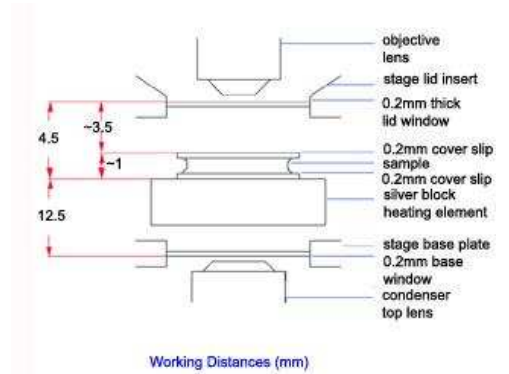 objective
lens
stage lid insert
0.2mm thick
lid window
~3.5
4.5
0.2mm cover slip
~1
sample
0.2mm cover slip
silver block
heating element
12.5
stage base plate
0.2mm base
window
condenser
top lens
Working Distances (mm)